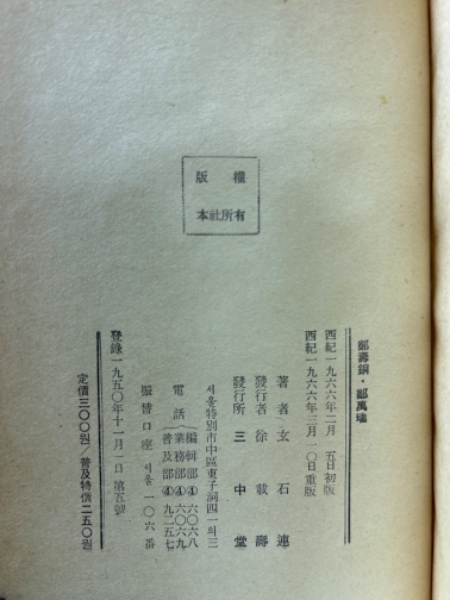 版權
本社所有
鄙壽銅・鄙萬瑞
西紀一九六六年二月 五日初版
西紀一九六六年三月一〇日重版
著者 玄石連
發行者 徐載壽
發行所 三中堂
서울特別市中區東子洞四一의三
電話
編輯部④六〇六八
業務部④六〇六九
普及部④九二五七
振替口座 서울 一〇六番
登錄一九五〇年十一月一日第五號
定價三〇〇원/普及特價二五〇원